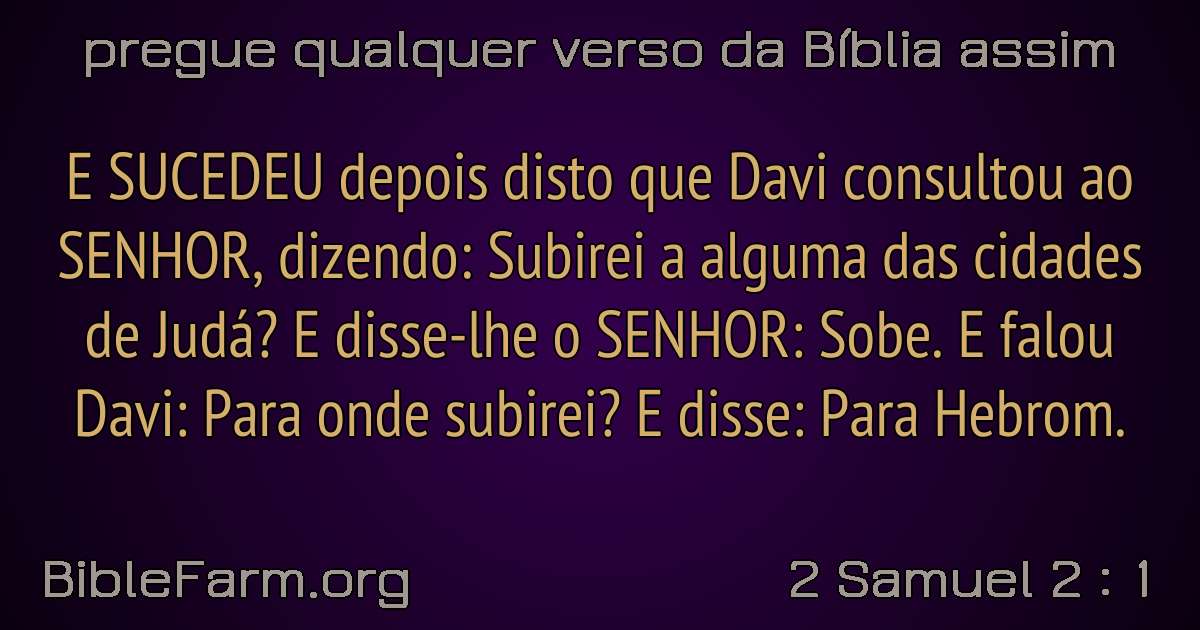 pregue qualquer verso da Bíblia assim
E SUCEDEU depois disto que Davi consultou ao
SENHOR, dizendo: Subirei a alguma das cidades
de Judá? E disse-lhe o SENHOR: Sobe. E falou
Davi: Para onde subirei? E disse: Para Hebrom.
BibleFarm.org
2 Samuel 2 : 1